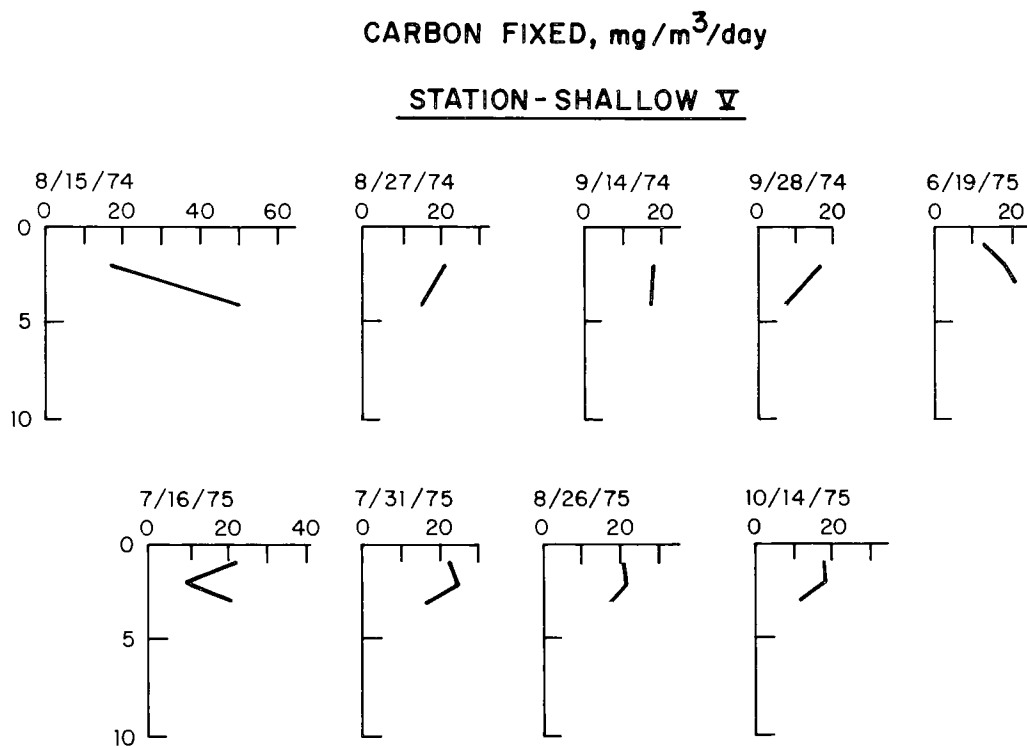 CARBON FIXED, mg/m³/day
STATION-SHALLOW V
8/15/74 8/27/74 9/14/74 9/28/74 6/19/75
0 20 40 60 0 20 0 20 0 20 0 20
0
5
10
7/16/75 7/31/75 8/26/75 10/14/75
0 20 40 0 20 0 20 0 20
0
5
10